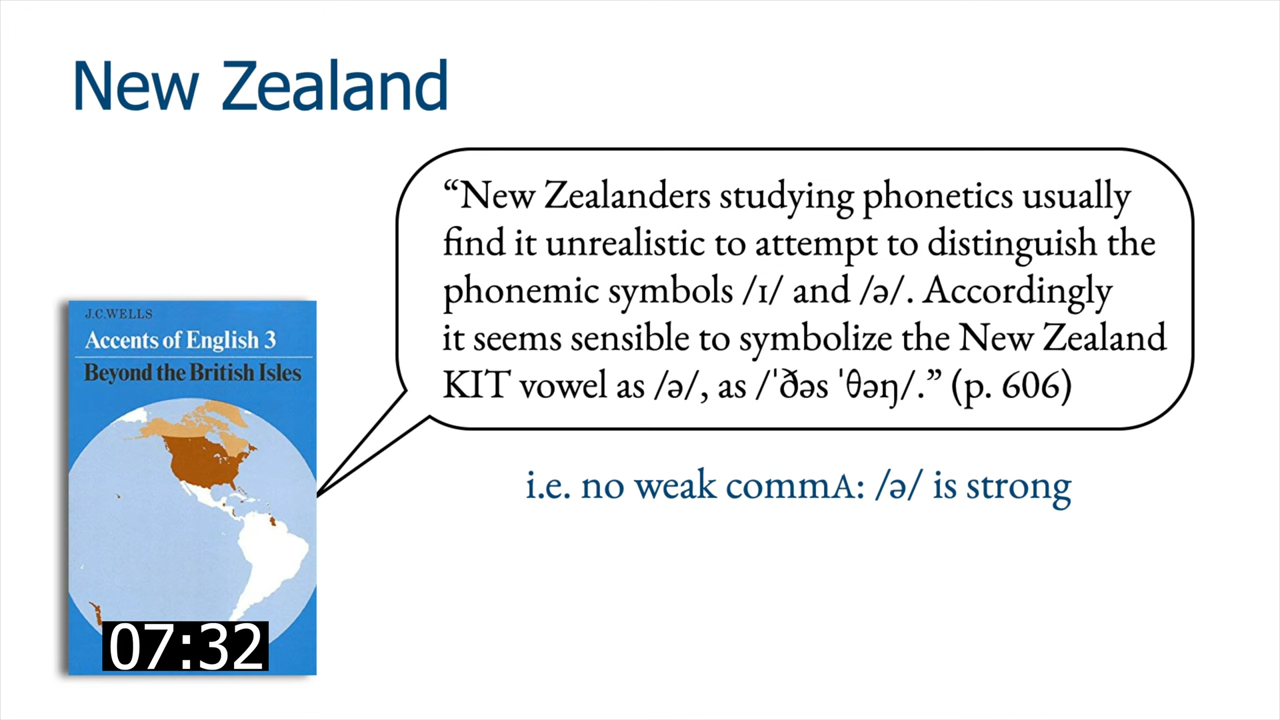 New Zealand
“New Zealanders studying phonetics usually
find it unrealistic to attempt to distinguish the
phonemic symbols /ɪ/ and /ə/. Accordingly
it seems sensible to symbolize the New Zealand
KIT vowel as /ə/, as /ˈðəs ˈθəŋ/.” (p. 606)
J.C.WELLS
Accents of English 3
Beyond the British Isles
i.e. no weak commA: /ə/ is strong
07:32